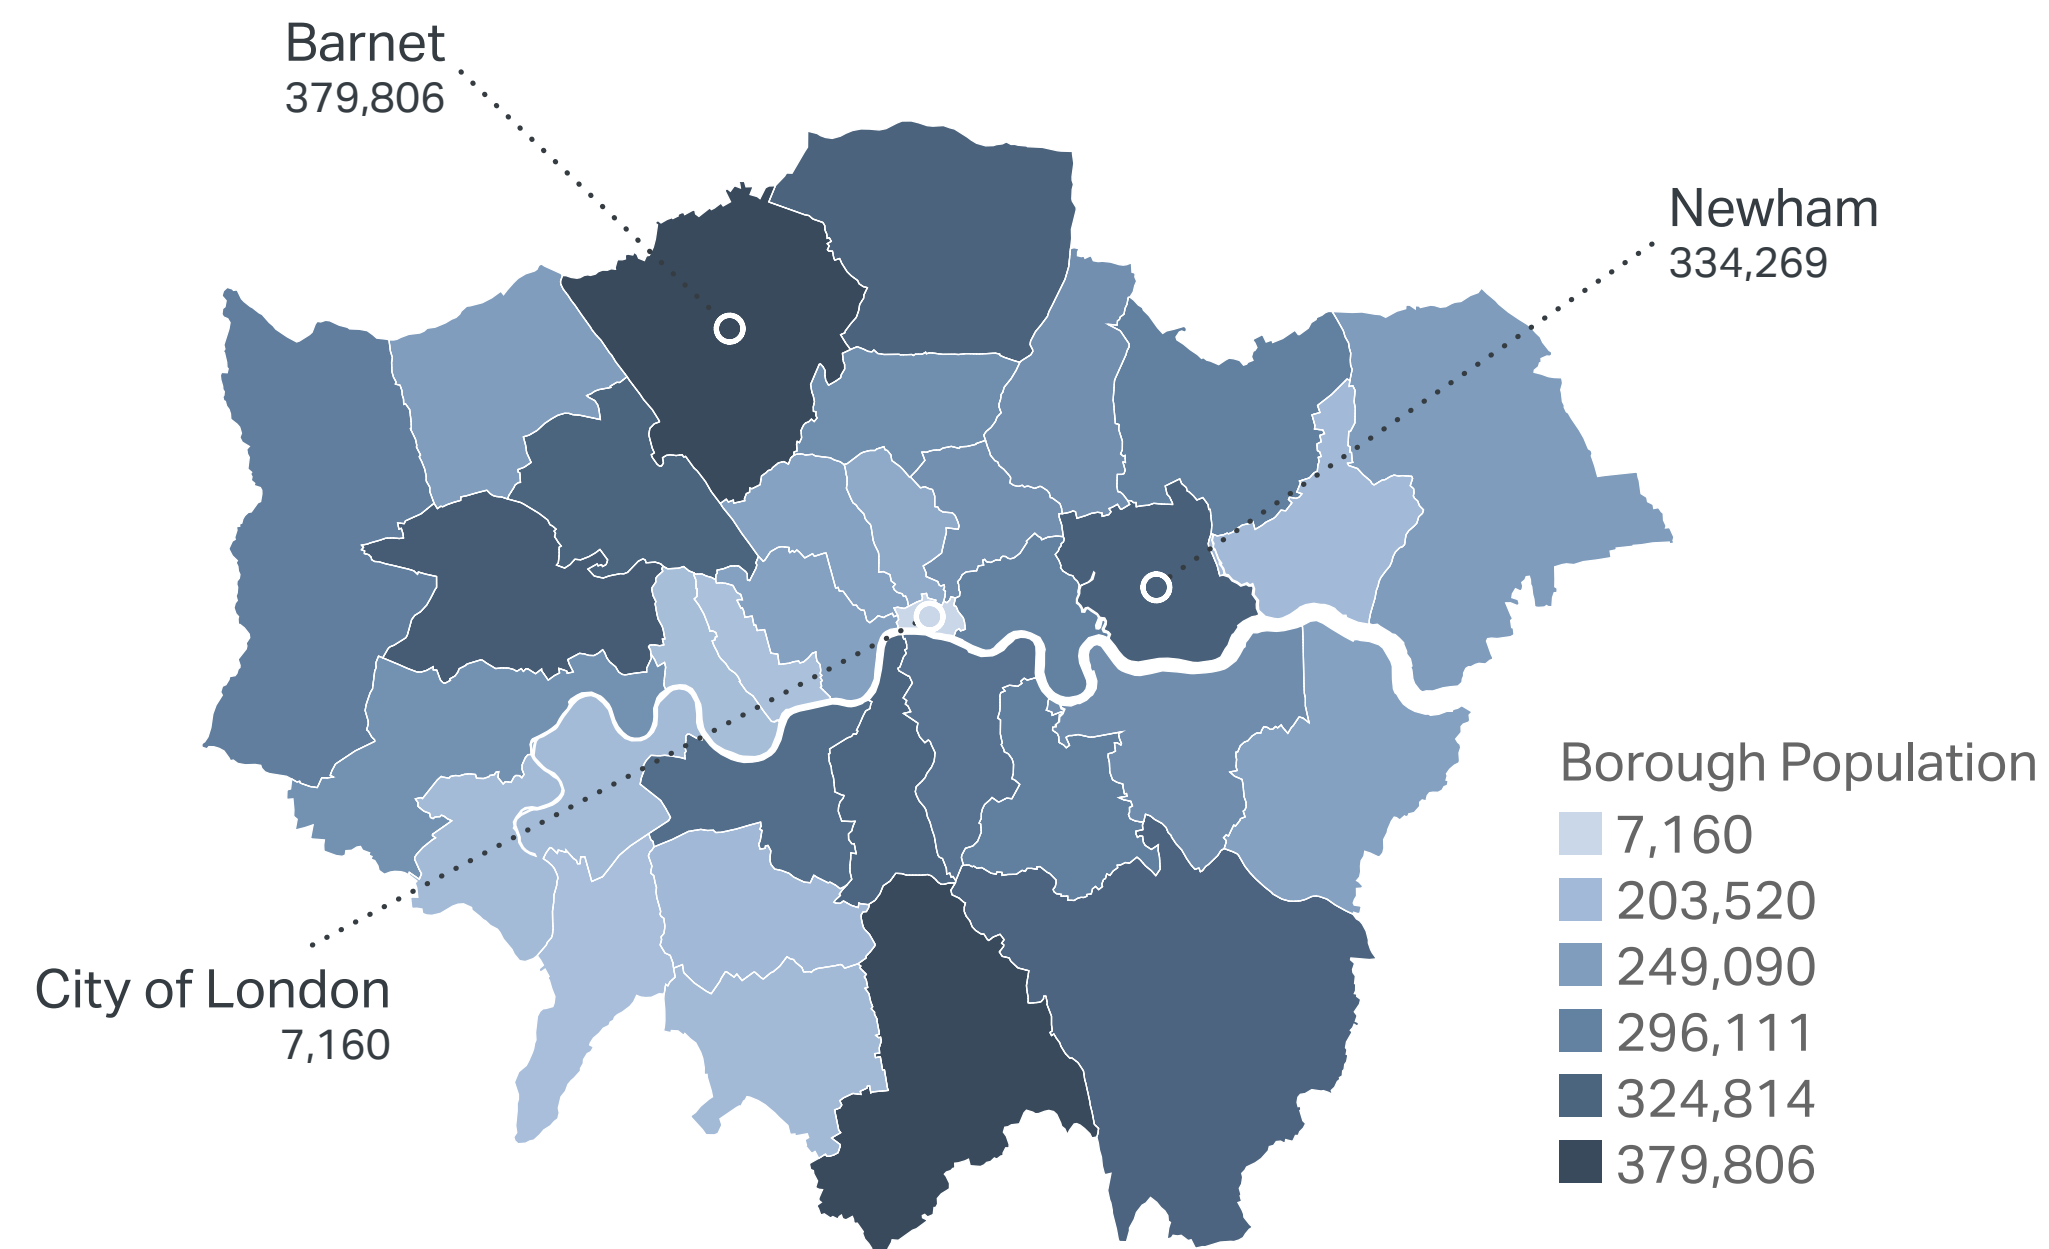 Barnet
379,806
Newham
334,269
City of London
7,160
Borough Population
7,160
203,520
249,090
296,111
324,814
379,806